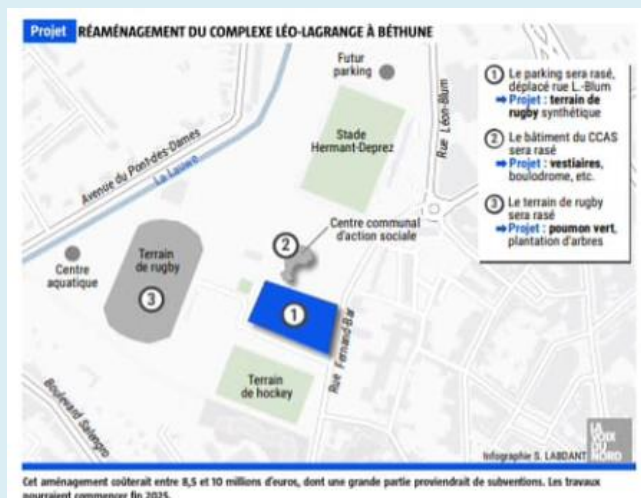 Projet RÉAMÉNAGEMENT DU COMPLEXE LÉO-LAGRANGE À BÉTHUNE
Futur
parking
Rue Léon-Blum
Stade
Hermant-Deprez
Avenue du Pont-des-Dames
La Lawe
Centre communal
d'action sociale
Terrain
de rugby
Centre
aquatique
3
2
1
Rue Fernand-Bar
Terrain
de hockey
Boulevard Salengro
1 Le parking sera rasé,
déplacé rue L.-Blum
➡ Projet : terrain de
rugby synthétique
2 Le bâtiment du CCAS
sera rasé
➡ Projet : vestiaires,
boulodrome, etc.
3 Le terrain de rugby
sera rasé
➡ Projet : poumon vert,
plantation d'arbres
Infographie S. LABDANT
LA
VOIX
DU
NORD
Cet aménagement coûterait entre 8,5 et 10 millions d'euros, dont une grande partie proviendrait de subventions. Les travaux
pourraient commencer fin 2025.